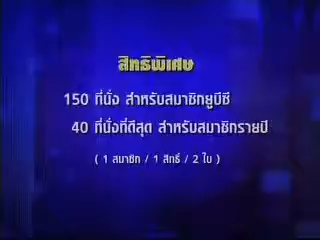 สิทธิพิเศษ
150 ที่นั่ง สำหรับสมาชิกยูบีซี
40 ที่นั่งที่ดีสุด สำหรับสมาชิกรายปี
( 1 สมาชิก / 1 สิทธิ์ / 2 ใบ )